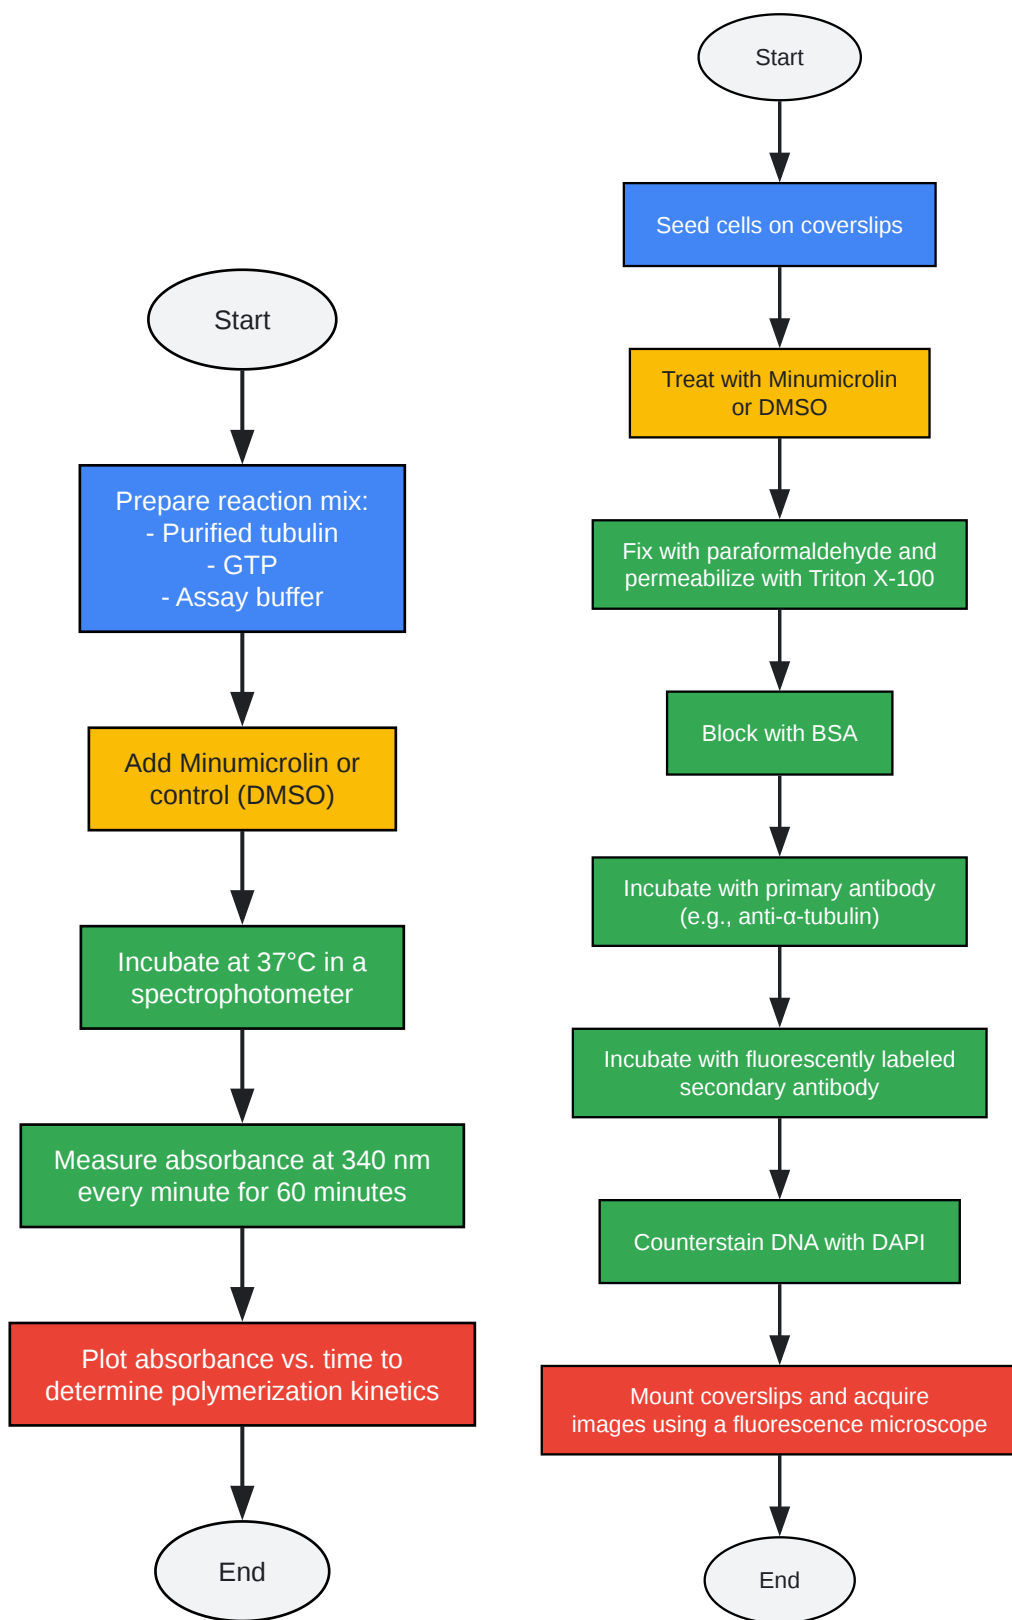 Start
Prepare reaction mix:
- Purified tubulin
- GTP
- Assay buffer
Add Minumicrolin or
control (DMSO)
Incubate at 37°C in a
spectrophotometer
Measure absorbance at 340 nm
every minute for 60 minutes
Plot absorbance vs. time to
determine polymerization kinetics
End
Start
Seed cells on coverslips
Treat with Minumicrolin
or DMSO
Fix with paraformaldehyde and
permeabilize with Triton X-100
Block with BSA
Incubate with primary antibody
(e.g., anti-α-tubulin)
Incubate with fluorescently labeled
secondary antibody
Counterstain DNA with DAPI
Mount coverslips and acquire
images using a fluorescence microscope
End